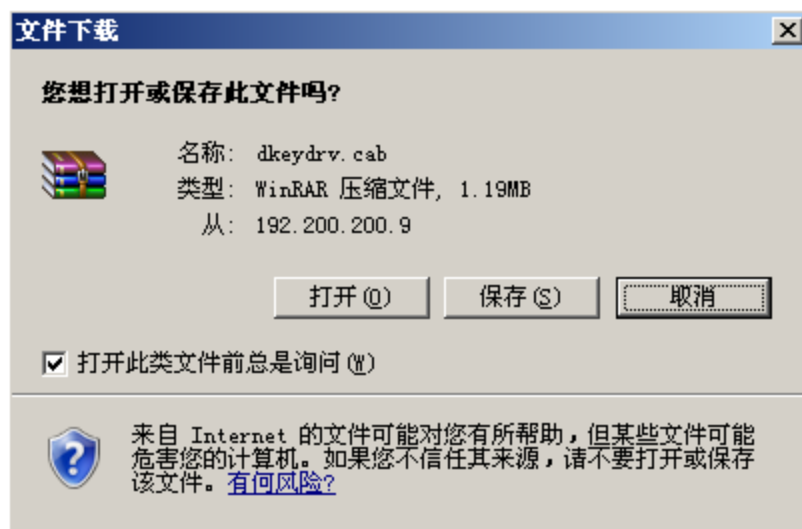 文件下载
您想打开或保存此文件吗?
名称: dkeydrv.cab
类型: WinRAR 压缩文件, 1.19MB
从: 192.200.200.9
打开(O) 保存(S) 取消
打开此类文件前总是询问(W)
来自 Internet 的文件可能对您有所帮助，但某些文件可能
危害您的计算机。如果您不信任其来源，请不要打开或保存
该文件。有何风险?